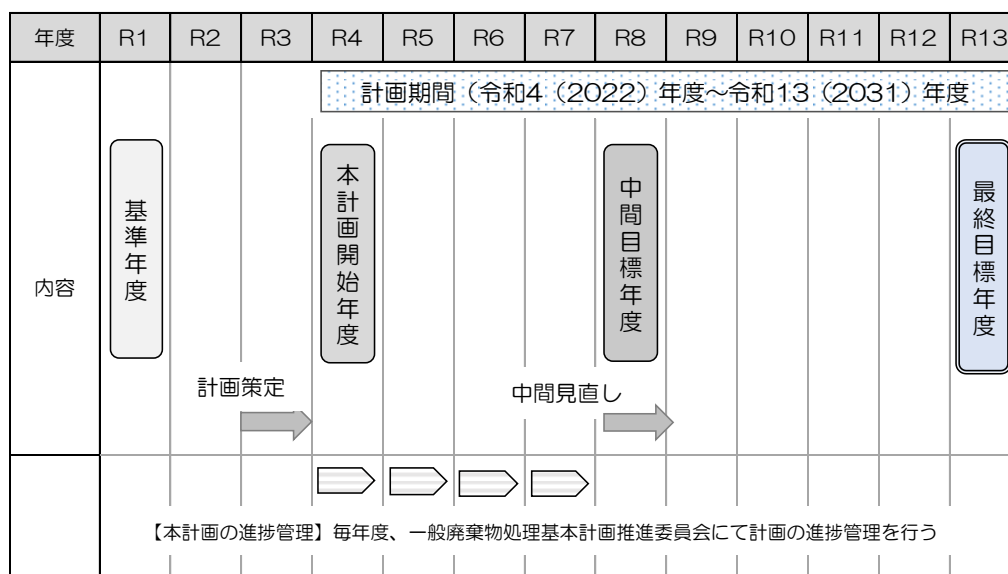 年度 R1 R2 R3 R4 R5 R6 R7 R8 R9 R10 R11 R12 R13
計画期間（令和4（2022）年度～令和13（2031）年度
内容
基準年度
本計画開始年度
中間目標年度
最終目標年度
計画策定
中間見直し
【本計画の進捗管理】毎年度、一般廃棄物処理基本計画推進委員会にて計画の進捗管理を行う